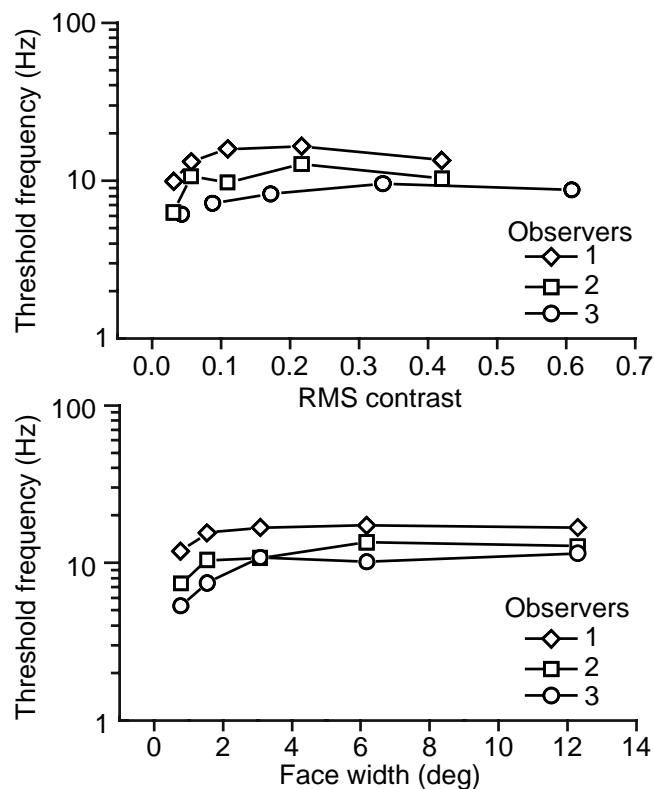 Threshold frequency (Hz)
100
10
1
Observers
1
2
3
0.0 0.1 0.2 0.3 0.4 0.5 0.6 0.7
RMS contrast
Threshold frequency (Hz)
100
10
1
Observers
1
2
3
0 2 4 6 8 10 12 14
Face width (deg)